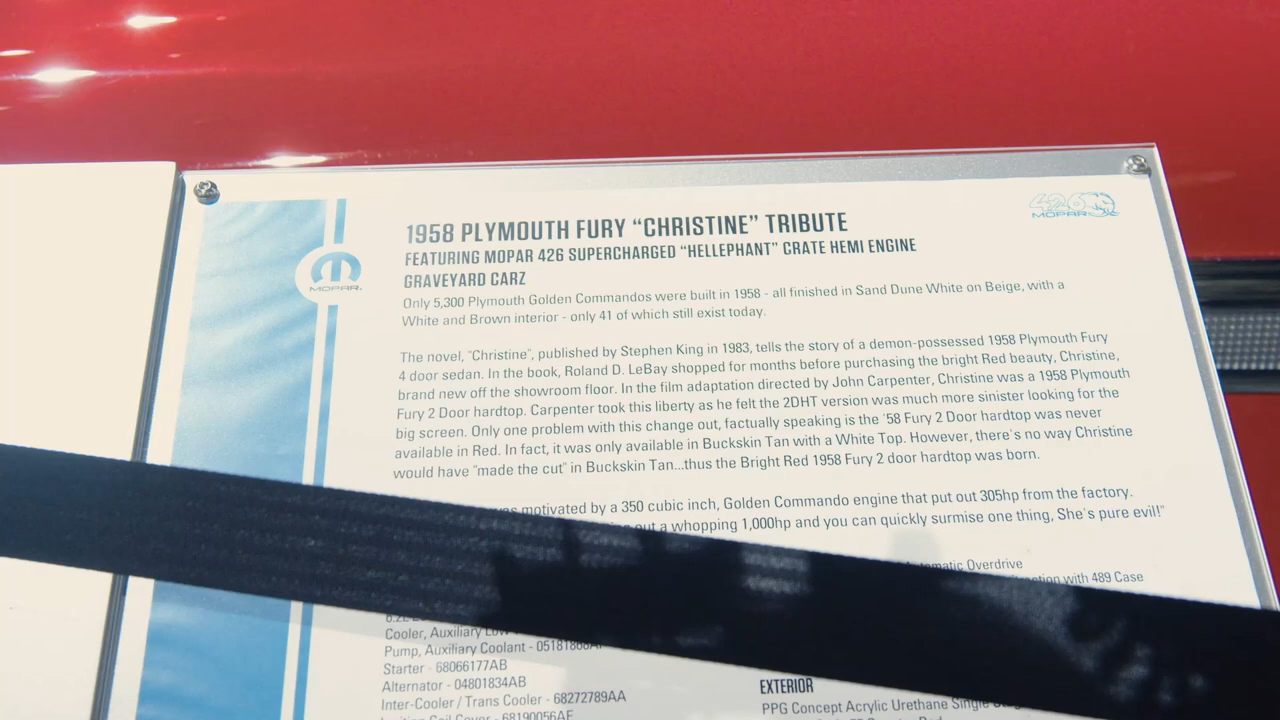 426
MOPAR
1958 PLYMOUTH FURY “CHRISTINE” TRIBUTE
FEATURING MOPAR 426 SUPERCHARGED “HELLEPHANT” CRATE HEMI ENGINE
GRAVEYARD CARZ
MOPAR.
Only 5,300 Plymouth Golden Commandos were built in 1958 - all finished in Sand Dune White on Beige, with a
White and Brown interior - only 41 of which still exist today.
The novel, "Christine", published by Stephen King in 1983, tells the story of a demon-possessed 1958 Plymouth Fury
4 door sedan. In the book, Roland D. LeBay shopped for months before purchasing the bright Red beauty, Christine,
brand new off the showroom floor. In the film adaptation directed by John Carpenter, Christine was a 1958 Plymouth
Fury 2 Door hardtop. Carpenter took this liberty as he felt the 2DHT version was much more sinister looking for the
big screen. Only one problem with this change out, factually speaking is the '58 Fury 2 Door hardtop was never
available in Red. In fact, it was only available in Buckskin Tan with a White Top. However, there's no way Christine
would have "made the cut" in Buckskin Tan...thus the Bright Red 1958 Fury 2 door hardtop was born.
motivated by a 350 cubic inch, Golden Commando engine that put out 305hp from the factory.
out a whopping 1,000hp and you can quickly surmise one thing, She's pure evil!"
Overdrive
with 489 Case
Cooler, Auxiliary
Pump, Auxiliary Coolant -
Starter - 68066177AB
Alternator - 04801834AB
Inter-Cooler / Trans Cooler - 68272789AA
Ignition Coil Cover - 68190056AE
EXTERIOR
PPG Concept Acrylic Urethane Single